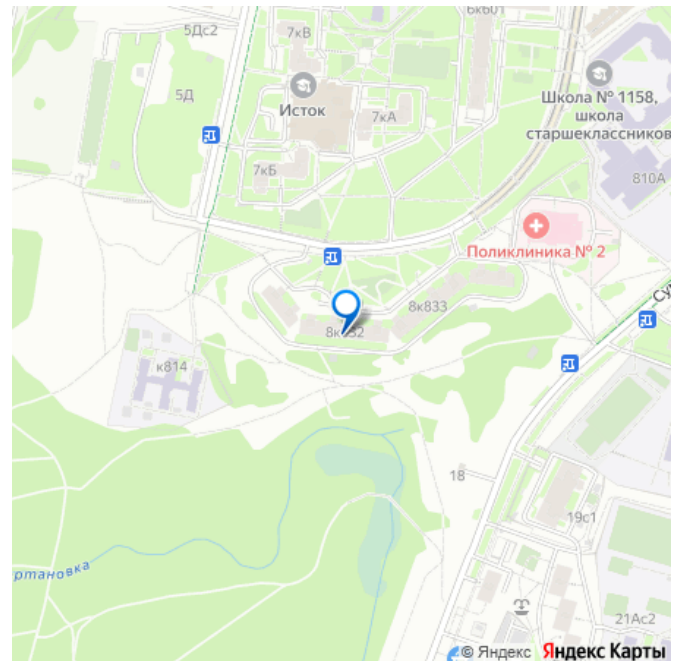 6к601
5Дс2
7кВ
5Д
Исток
7кА
Школа № 1158,
школа
старшеклассников
7кБ
810А
Поликлиника № 2
Су
8к833
8к832
к814
18
19с1
ртановка
21Ас2
© Яндекс Яндекс Карты